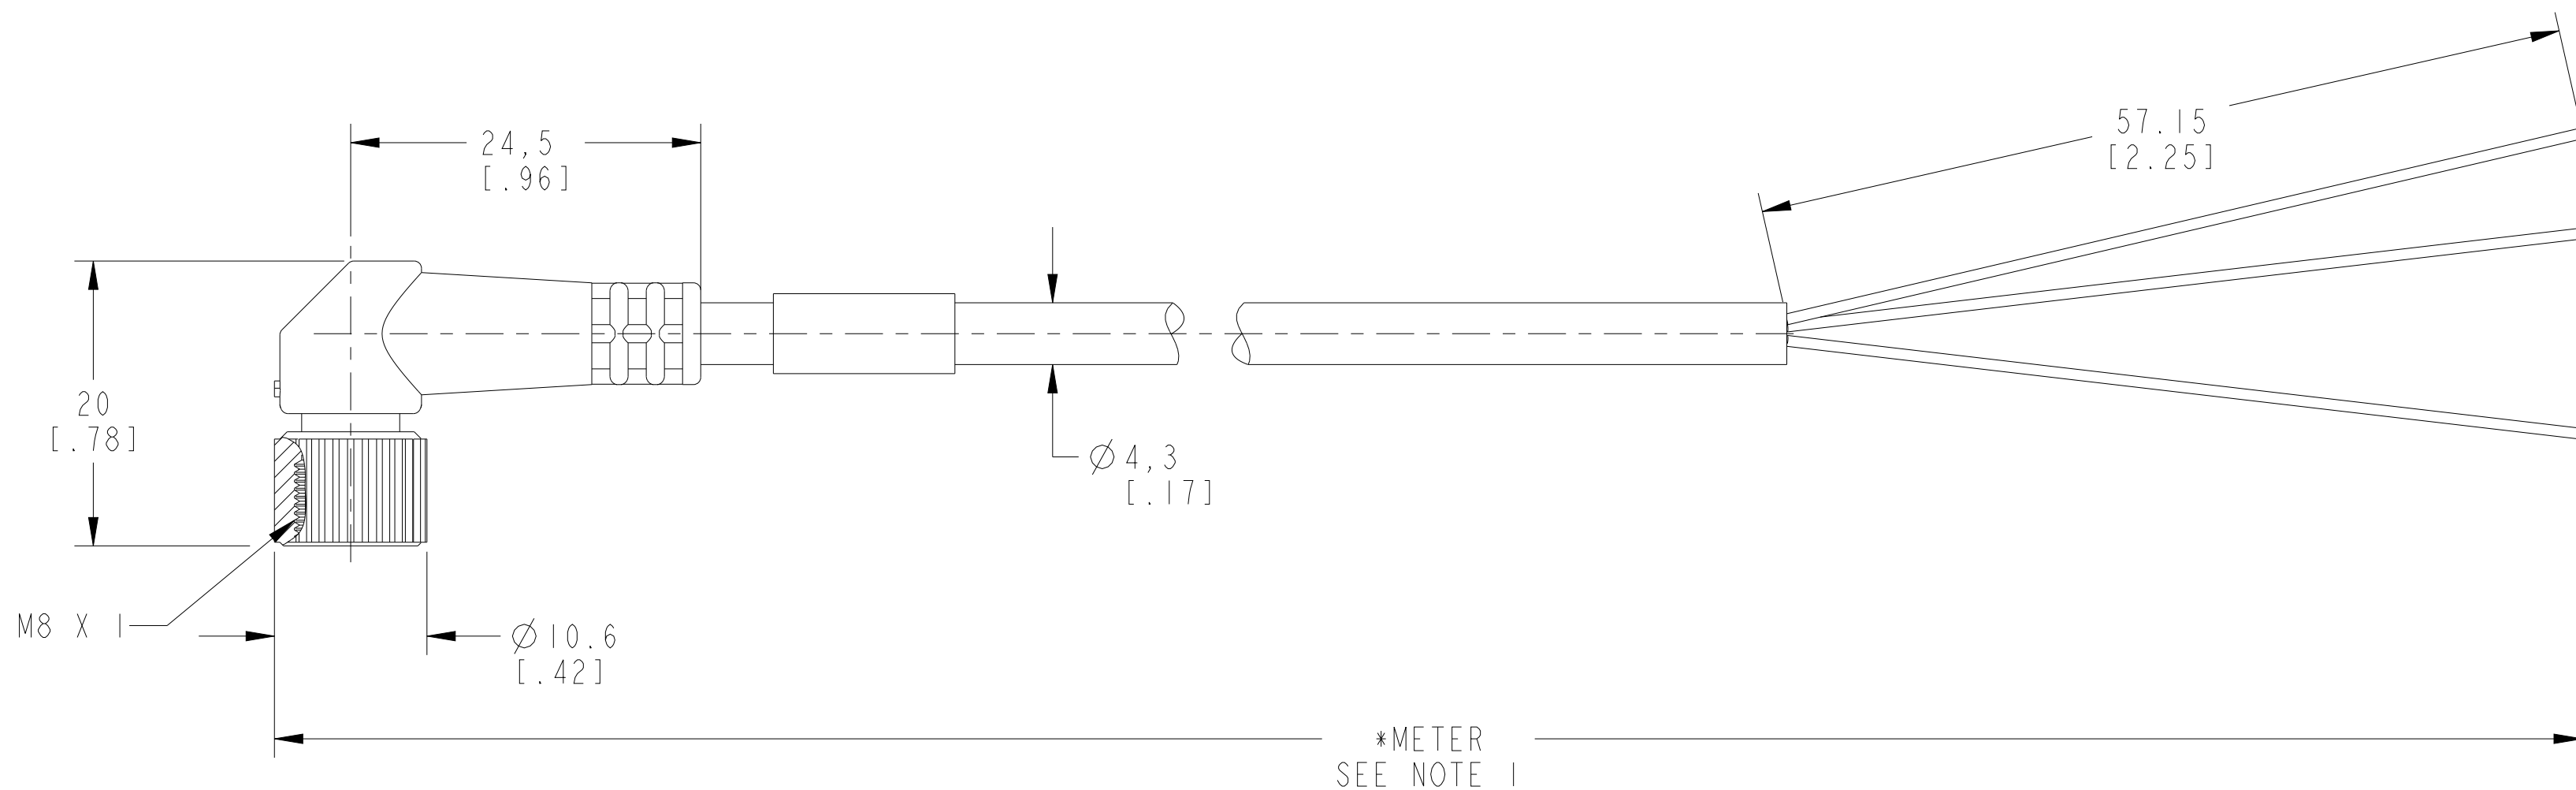 57.15
[2.25]
24,5
[.96]
20
[.78]
Ø4,3
[.17]
M8 X 1
Ø10.6
[.42]
*METER
SEE NOTE 1